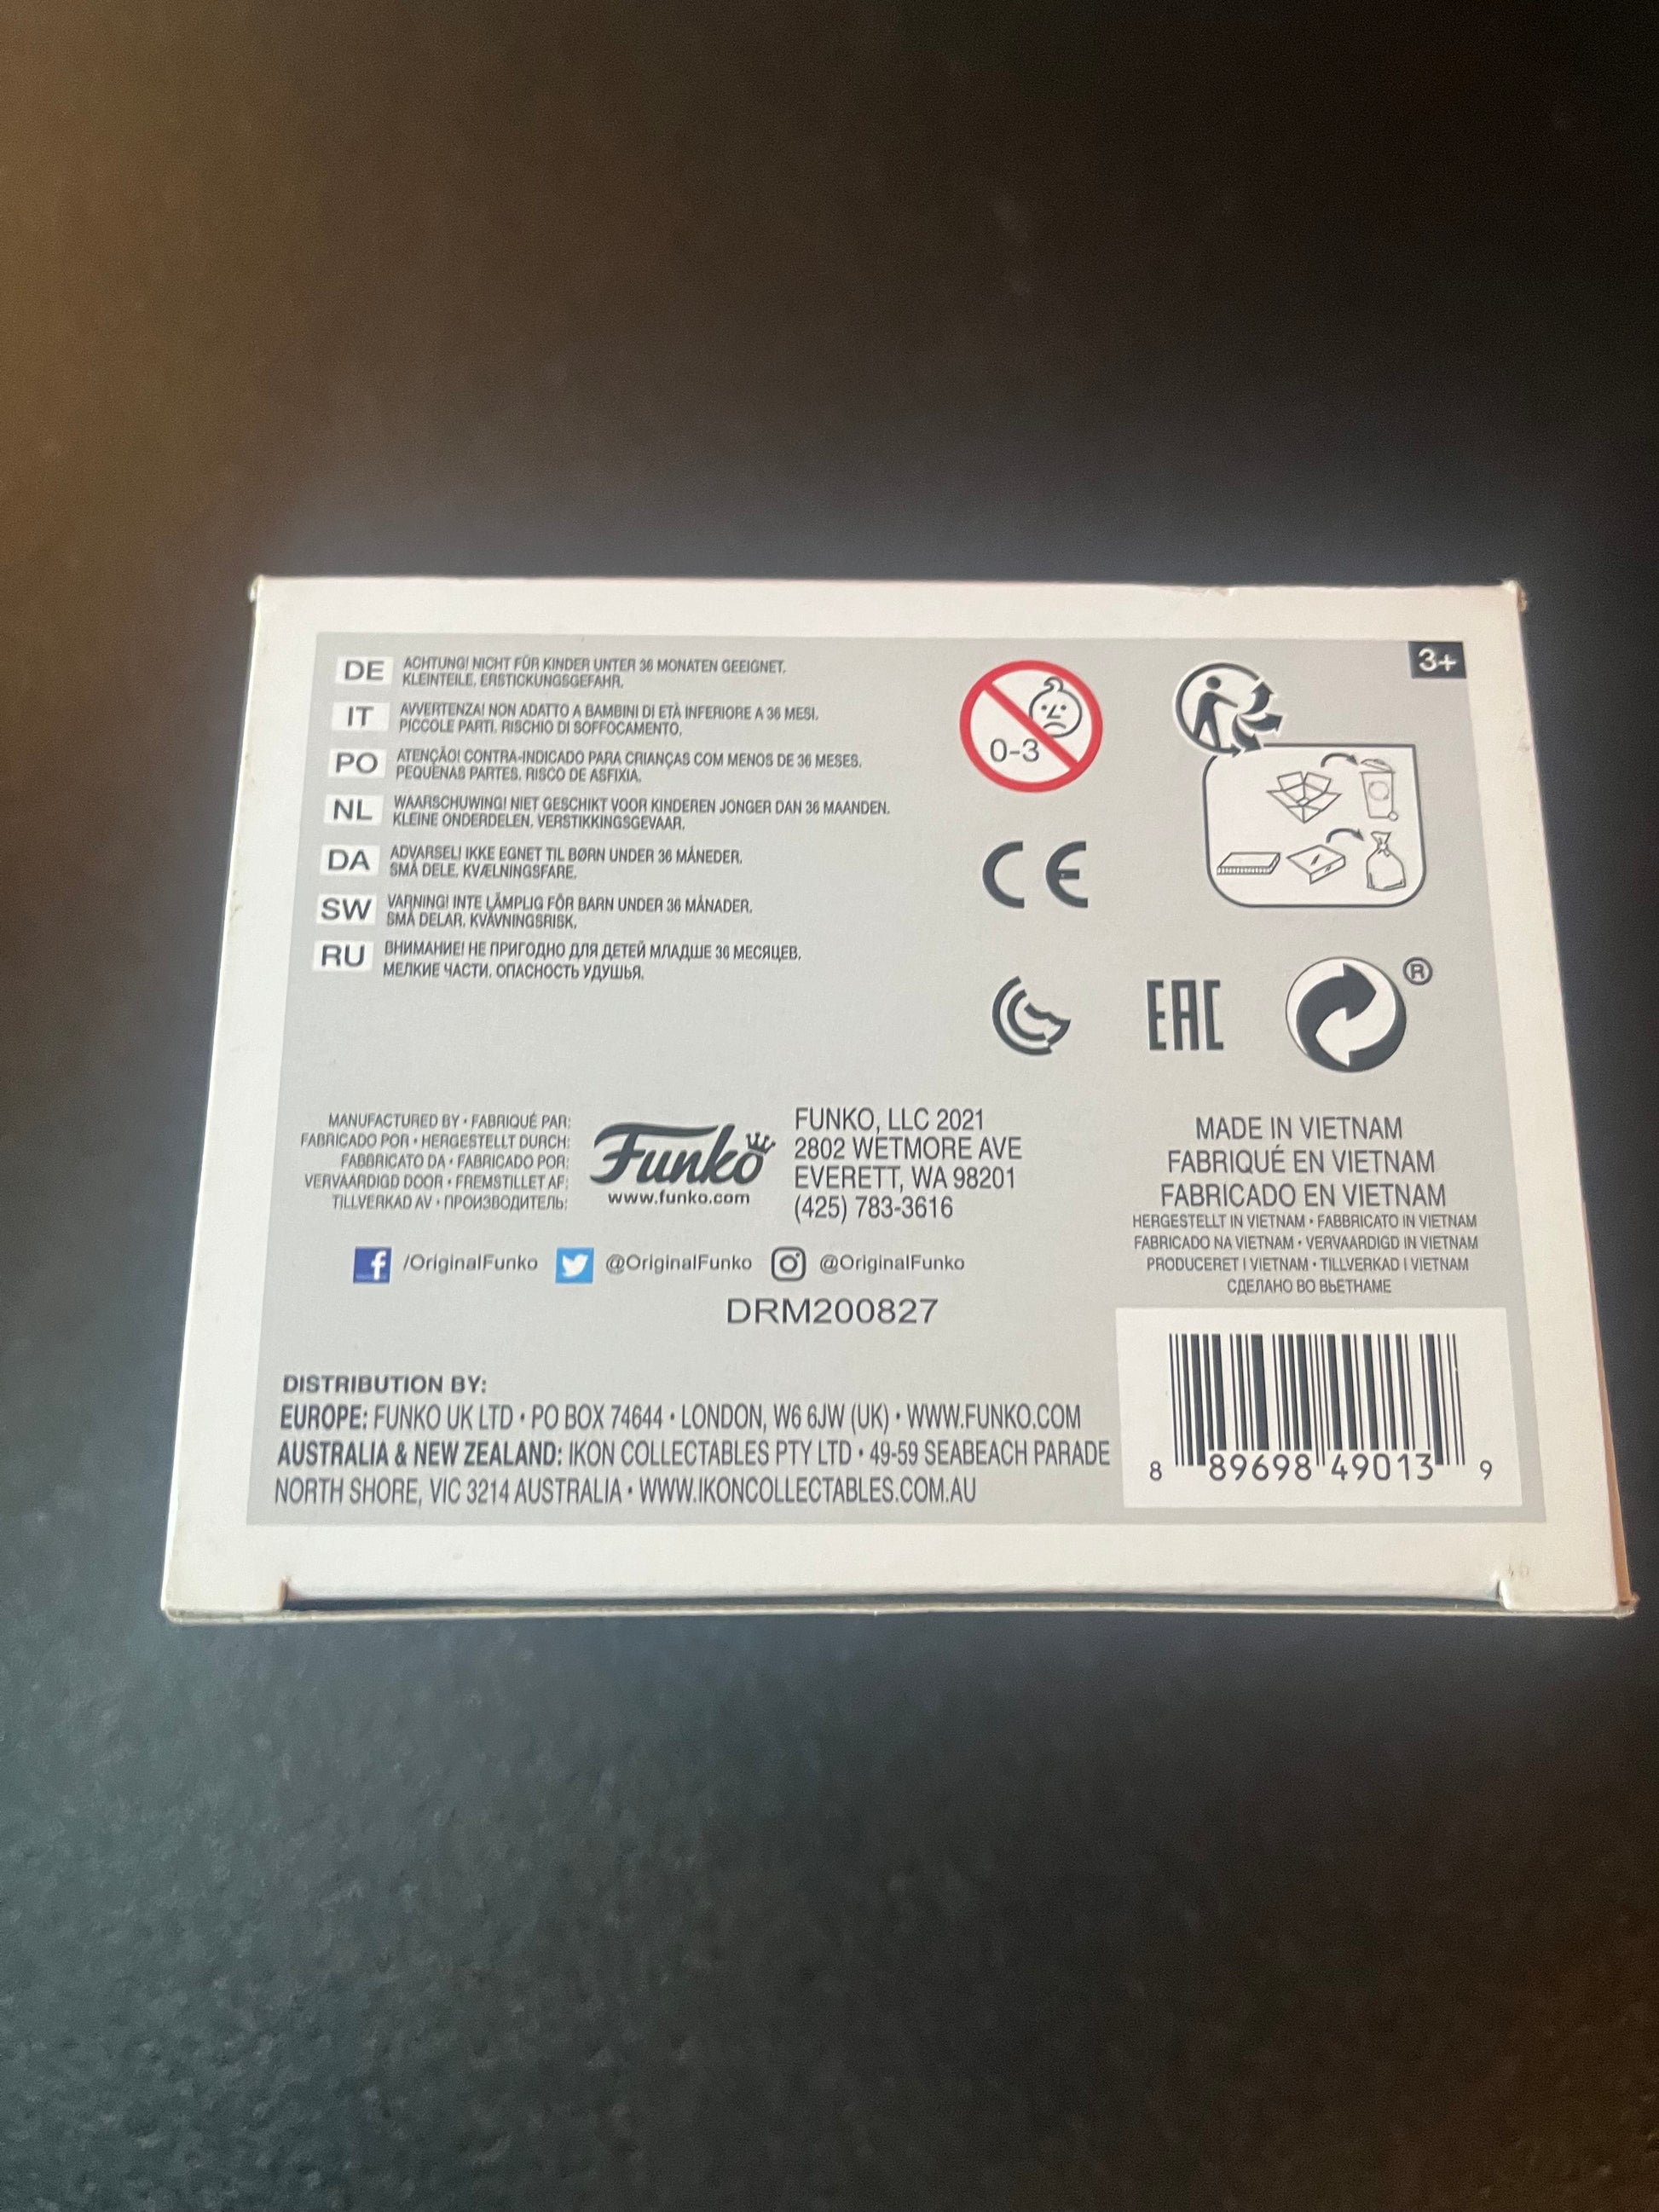 3+
DE ACHTUNG! NICHT FÜR KINDER UNTER 36 MONATEN GEEIGNET.
KLEINTEILE. ERSTICKUNGSGEFAHR.
IT AVVERTENZA! NON ADATTO A BAMBINI DI ETÀ INFERIORE A 36 MESI.
PICCOLE PARTI. RISCHIO DI SOFFOCAMENTO.
PO ATENÇÃO! CONTRA-INDICADO PARA CRIANÇAS COM MENOS DE 36 MESES.
PEQUENAS PARTES. RISCO DE ASFIXIA.
NL WAARSCHUWING! NIET GESCHIKT VOOR KINDEREN JONGER DAN 36 MAANDEN.
KLEINE ONDERDELEN. VERSTIKKINGSGEVAAR.
DA ADVARSEL! IKKE EGNET TIL BØRN UNDER 36 MÅNEDER.
SMÅ DELE. KVÆLNINGSFARE.
SW VARNING! INTE LÄMPLIG FÖR BARN UNDER 36 MÅNADER.
SMÅ DELAR. KVÄVNINGSRISK.
RU ВНИМАНИЕ! НЕ ПРИГОДНО ДЛЯ ДЕТЕЙ МЛАДШЕ 36 МЕСЯЦЕВ.
МЕЛКИЕ ЧАСТИ. ОПАСНОСТЬ УДУШЬЯ.
0-3
CE
EAC
®
MANUFACTURED BY • FABRIQUÉ PAR:
FABRICADO POR • HERGESTELLT DURCH:
FABBRICATO DA • FABRICADO POR:
VERVAARDIGD DOOR • FREMSTILLET AF:
TILLVERKAD AV • ПРОИЗВОДИТЕЛЬ:
Funko
www.funko.com
FUNKO, LLC 2021
2802 WETMORE AVE
EVERETT, WA 98201
(425) 783-3616
MADE IN VIETNAM
FABRIQUÉ EN VIETNAM
FABRICADO EN VIETNAM
HERGESTELLT IN VIETNAM • FABBRICATO IN VIETNAM
FABRICADO NA VIETNAM • VERVAARDIGD IN VIETNAM
PRODUCERET I VIETNAM • TILLVERKAD I VIETNAM
СДЕЛАНО ВО ВЬЕТНАМЕ
/OriginalFunko @OriginalFunko @OriginalFunko
DRM200827
DISTRIBUTION BY:
EUROPE: FUNKO UK LTD • PO BOX 74644 • LONDON, W6 6JW (UK) • WWW.FUNKO.COM
AUSTRALIA & NEW ZEALAND: IKON COLLECTABLES PTY LTD • 49-59 SEABEACH PARADE
NORTH SHORE, VIC 3214 AUSTRALIA • WWW.IKONCOLLECTABLES.COM.AU
8 89698 49013 9